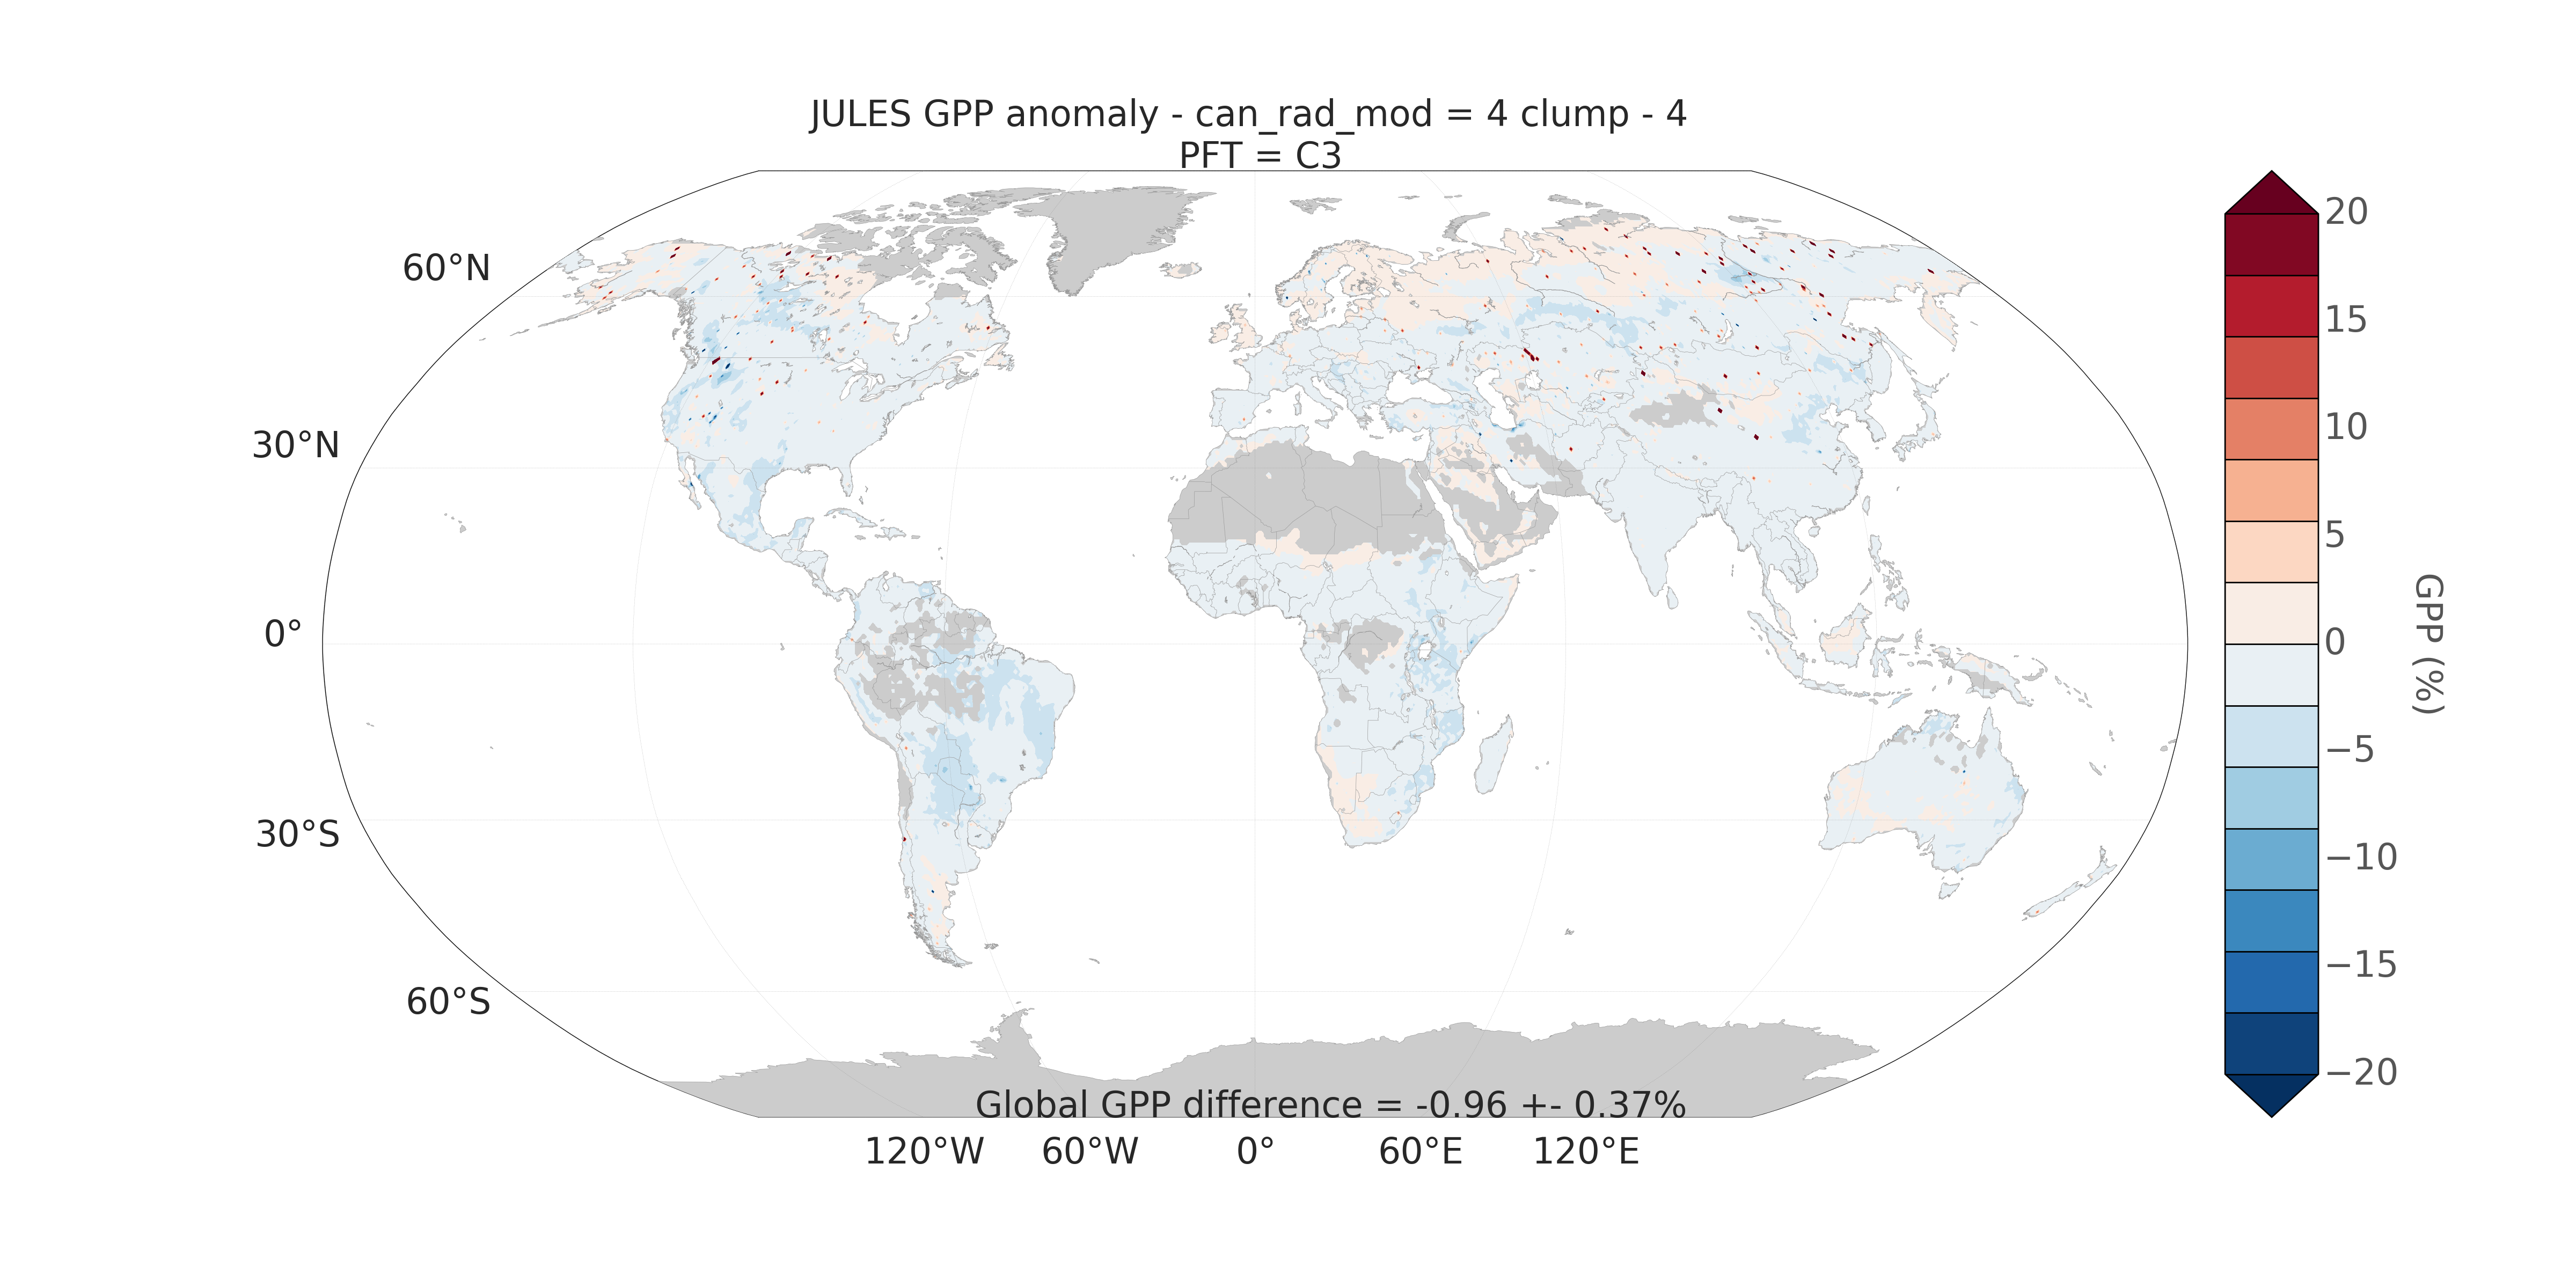 JULES GPP anomaly - can_rad_mod = 4 clump - 4
PFT = C3
60°N
30°N
0°
30°S
60°S
120°W 60°W 0° 60°E 120°E
Global GPP difference = -0.96 +- 0.37%
20
15
10
5
0
−5
−10
−15
−20
GPP (%)